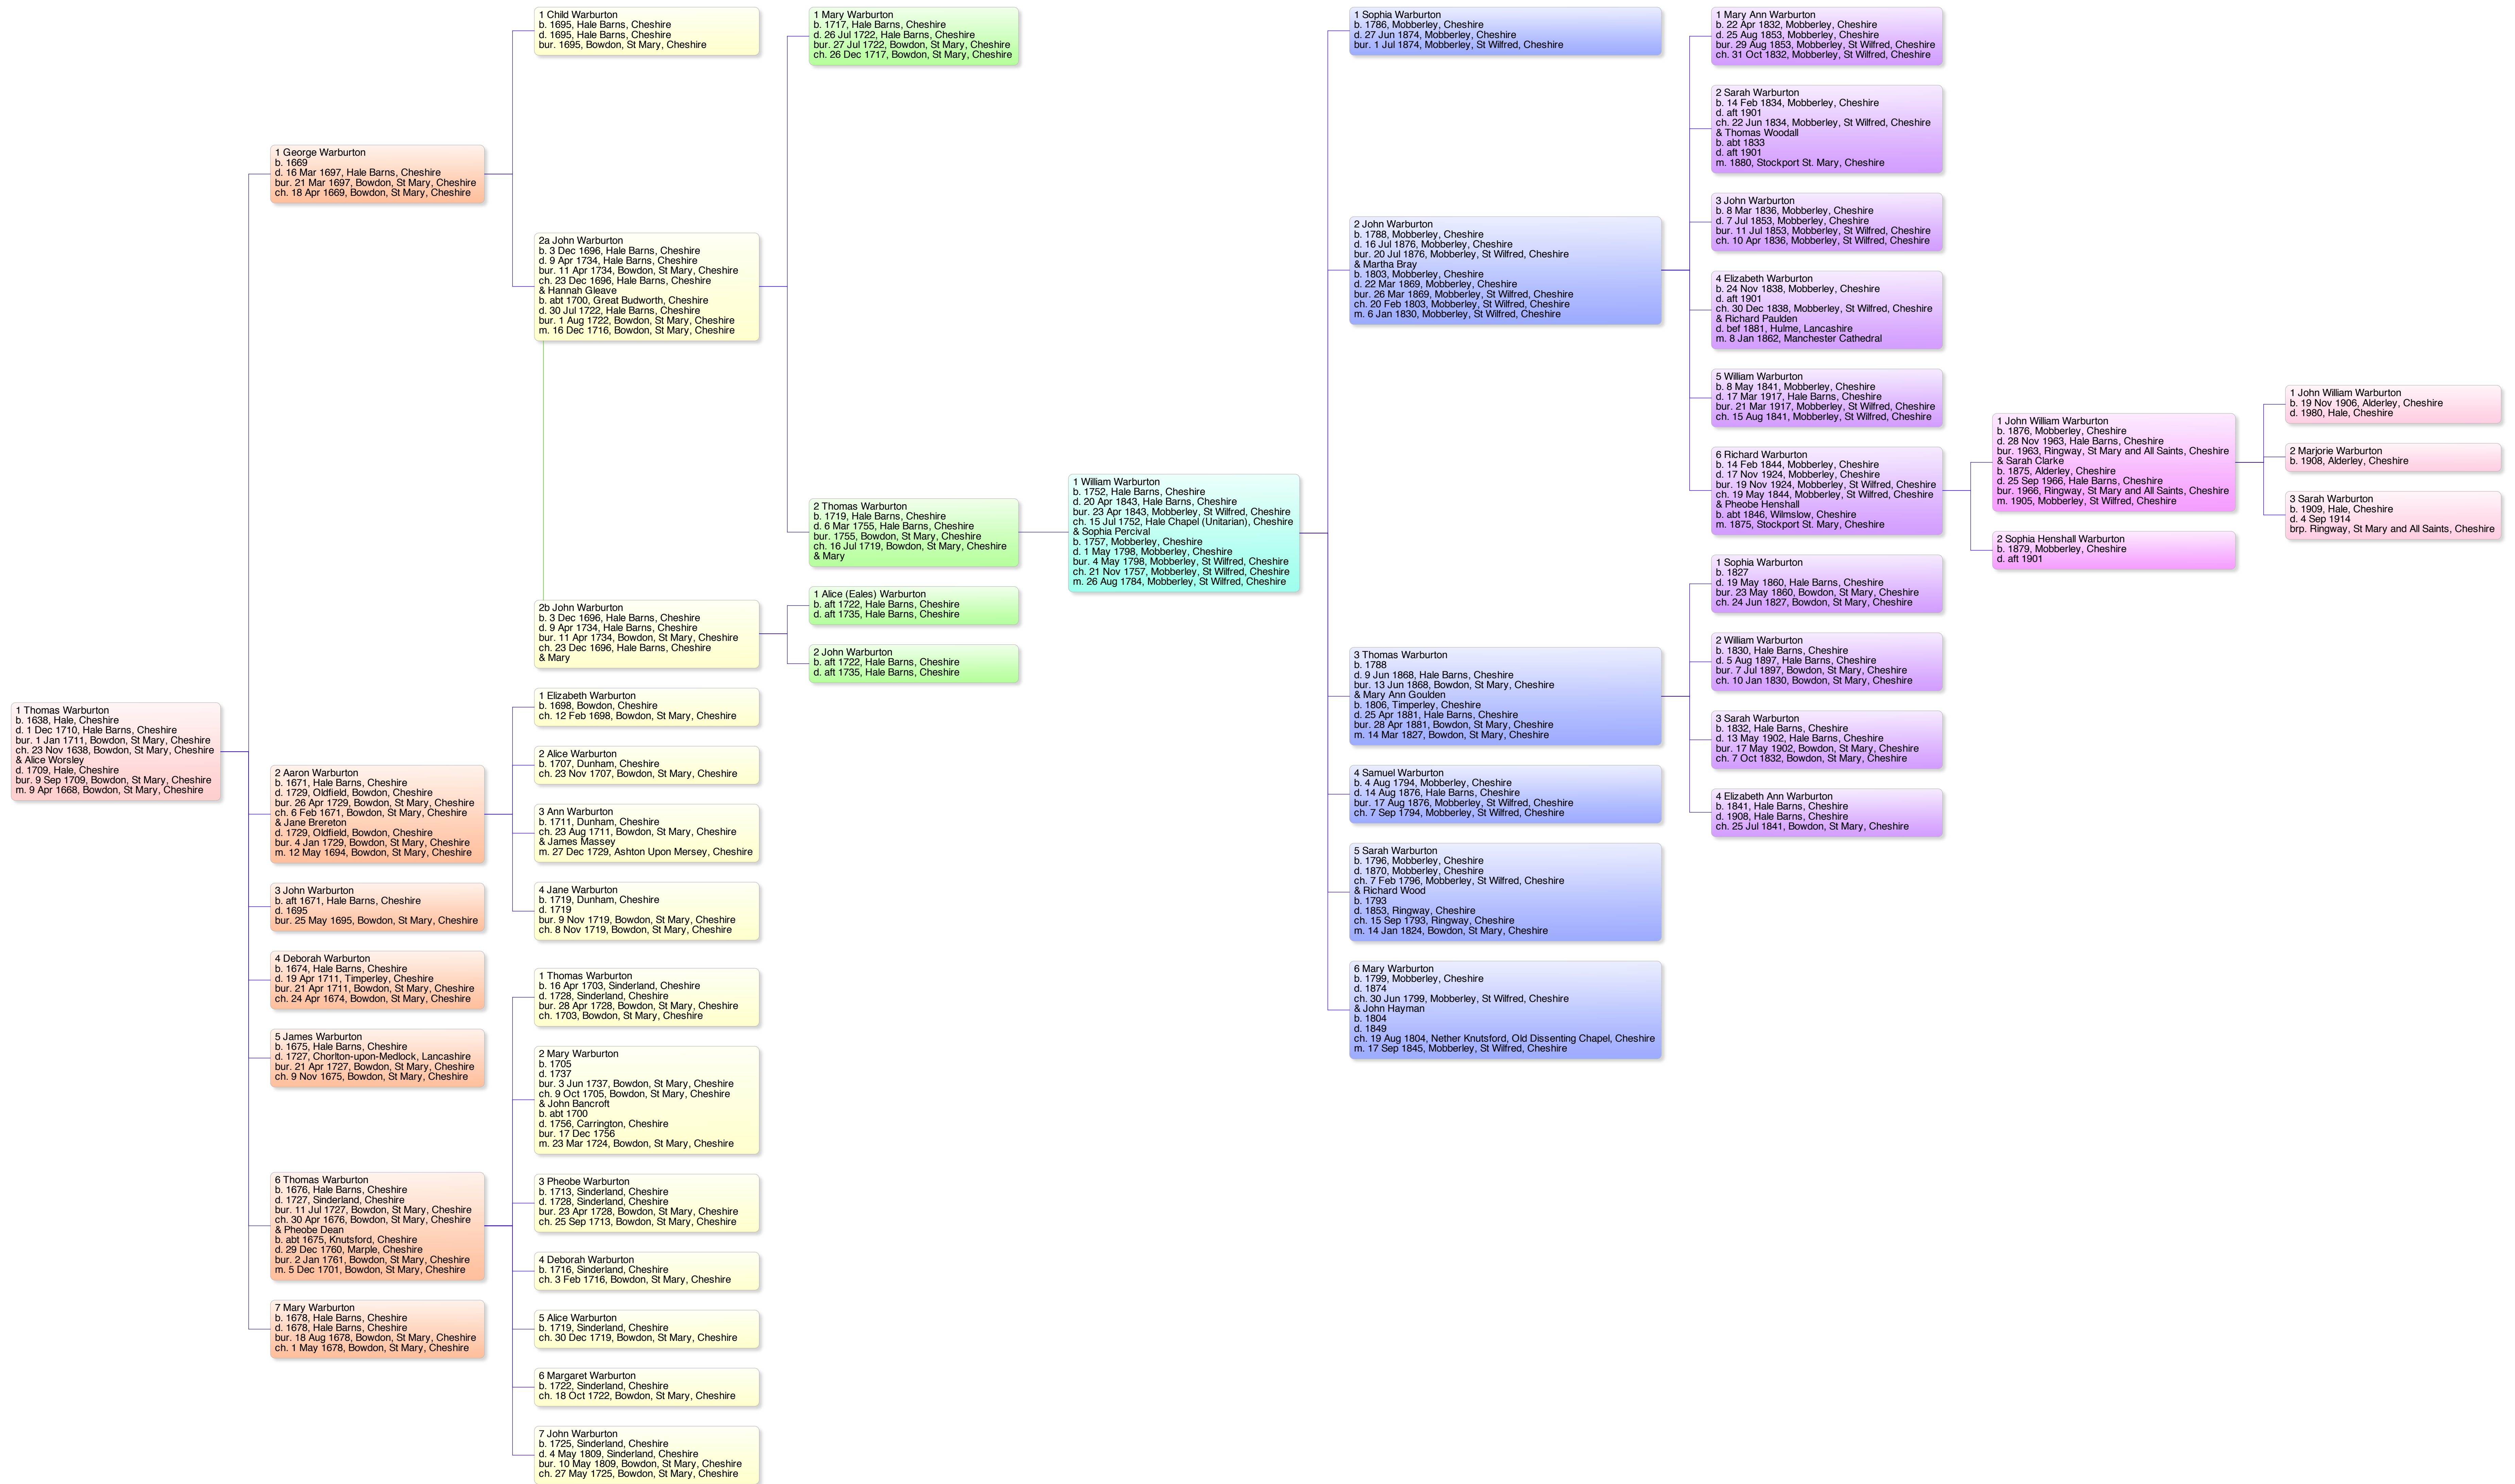 1 Thomas Warburton
b. 1638, Hale, Cheshire
d. 1 Dec 1710, Hale Barns, Cheshire
bur. 1 Jan 1711, Bowdon, St Mary, Cheshire
ch. 23 Nov 1638, Bowdon, St Mary, Cheshire
& Alice Worsley
d. 1709, Hale, Cheshire
bur. 9 Sep 1709, Bowdon, St Mary, Cheshire
m. 9 Apr 1668, Bowdon, St Mary, Cheshire
1 George Warburton
b. 1669
d. 16 Mar 1697, Hale Barns, Cheshire
bur. 21 Mar 1697, Bowdon, St Mary, Cheshire
ch. 18 Apr 1669, Bowdon, St Mary, Cheshire
2 Aaron Warburton
b. 1671, Hale Barns, Cheshire
d. 1729, Oldfield, Bowdon, Cheshire
bur. 26 Apr 1729, Bowdon, St Mary, Cheshire
ch. 6 Feb 1671, Bowdon, St Mary, Cheshire
& Jane Brereton
d. 1729, Oldfield, Bowdon, Cheshire
bur. 4 Jan 1729, Bowdon, St Mary, Cheshire
m. 12 May 1694, Bowdon, St Mary, Cheshire
3 John Warburton
b. aft 1671, Hale Barns, Cheshire
d. 1695
bur. 25 May 1695, Bowdon, St Mary, Cheshire
4 Deborah Warburton
b. 1674, Hale Barns, Cheshire
d. 19 Apr 1711, Timperley, Cheshire
bur. 21 Apr 1711, Bowdon, St Mary, Cheshire
ch. 24 Apr 1674, Bowdon, St Mary, Cheshire
5 James Warburton
b. 1675, Hale Barns, Cheshire
d. 1727, Chorlton-upon-Medlock, Lancashire
bur. 21 Apr 1727, Bowdon, St Mary, Cheshire
ch. 9 Nov 1675, Bowdon, St Mary, Cheshire
6 Thomas Warburton
b. 1676, Hale Barns, Cheshire
d. 1727, Sinderland, Cheshire
bur. 11 Jul 1727, Bowdon, St Mary, Cheshire
ch. 30 Apr 1676, Bowdon, St Mary, Cheshire
& Pheobe Dean
b. abt 1675, Knutsford, Cheshire
d. 29 Dec 1760, Marple, Cheshire
bur. 2 Jan 1761, Bowdon, St Mary, Cheshire
m. 5 Dec 1701, Bowdon, St Mary, Cheshire
7 Mary Warburton
b. 1678, Hale Barns, Cheshire
d. 1678, Hale Barns, Cheshire
bur. 18 Aug 1678, Bowdon, St Mary, Cheshire
ch. 1 May 1678, Bowdon, St Mary, Cheshire
1 Child Warburton
b. 1695, Hale Barns, Cheshire
d. 1695, Hale Barns, Cheshire
bur. 1695, Bowdon, St Mary, Cheshire
2a John Warburton
b. 3 Dec 1696, Hale Barns, Cheshire
d. 9 Apr 1734, Hale Barns, Cheshire
bur. 11 Apr 1734, Bowdon, St Mary, Cheshire
ch. 23 Dec 1696, Hale Barns, Cheshire
& Hannah Gleave
b. abt 1700, Great Budworth, Cheshire
d. 30 Jul 1722, Hale Barns, Cheshire
bur. 1 Aug 1722, Bowdon, St Mary, Cheshire
m. 16 Dec 1716, Bowdon, St Mary, Cheshire
2b John Warburton
b. 3 Dec 1696, Hale Barns, Cheshire
d. 9 Apr 1734, Hale Barns, Cheshire
bur. 11 Apr 1734, Bowdon, St Mary, Cheshire
ch. 23 Dec 1696, Hale Barns, Cheshire
& Mary
1 Elizabeth Warburton
b. 1698, Bowdon, Cheshire
ch. 12 Feb 1698, Bowdon, St Mary, Cheshire
2 Alice Warburton
b. 1707, Dunham, Cheshire
ch. 23 Nov 1707, Bowdon, St Mary, Cheshire
3 Ann Warburton
b. 1711, Dunham, Cheshire
ch. 23 Aug 1711, Bowdon, St Mary, Cheshire
& James Massey
m. 27 Dec 1729, Ashton Upon Mersey, Cheshire
4 Jane Warburton
b. 1719, Dunham, Cheshire
d. 1719
bur. 9 Nov 1719, Bowdon, St Mary, Cheshire
ch. 8 Nov 1719, Bowdon, St Mary, Cheshire
1 Thomas Warburton
b. 16 Apr 1703, Sinderland, Cheshire
d. 1728, Sinderland, Cheshire
bur. 28 Apr 1728, Bowdon, St Mary, Cheshire
ch. 1703, Bowdon, St Mary, Cheshire
2 Mary Warburton
b. 1705
d. 1737
bur. 3 Jun 1737, Bowdon, St Mary, Cheshire
ch. 9 Oct 1705, Bowdon, St Mary, Cheshire
& John Bancroft
b. abt 1700
d. 1756, Carrington, Cheshire
bur. 17 Dec 1756
m. 23 Mar 1724, Bowdon, St Mary, Cheshire
3 Pheobe Warburton
b. 1713, Sinderland, Cheshire
d. 1728, Sinderland, Cheshire
bur. 23 Apr 1728, Bowdon, St Mary, Cheshire
ch. 25 Sep 1713, Bowdon, St Mary, Cheshire
4 Deborah Warburton
b. 1716, Sinderland, Cheshire
ch. 3 Feb 1716, Bowdon, St Mary, Cheshire
5 Alice Warburton
b. 1719, Sinderland, Cheshire
ch. 30 Dec 1719, Bowdon, St Mary, Cheshire
6 Margaret Warburton
b. 1722, Sinderland, Cheshire
ch. 18 Oct 1722, Bowdon, St Mary, Cheshire
7 John Warburton
b. 1725, Sinderland, Cheshire
d. 4 May 1809, Sinderland, Cheshire
bur. 10 May 1809, Bowdon, St Mary, Cheshire
ch. 27 May 1725, Bowdon, St Mary, Cheshire
1 Mary Warburton
b. 1717, Hale Barns, Cheshire
d. 26 Jul 1722, Hale Barns, Cheshire
bur. 27 Jul 1722, Bowdon, St Mary, Cheshire
ch. 26 Dec 1717, Bowdon, St Mary, Cheshire
2 Thomas Warburton
b. 1719, Hale Barns, Cheshire
d. 6 Mar 1755, Hale Barns, Cheshire
bur. 1755, Bowdon, St Mary, Cheshire
ch. 16 Jul 1719, Bowdon, St Mary, Cheshire
& Mary
1 Alice (Eales) Warburton
b. aft 1722, Hale Barns, Cheshire
d. aft 1735, Hale Barns, Cheshire
2 John Warburton
b. aft 1722, Hale Barns, Cheshire
d. aft 1735, Hale Barns, Cheshire
1 William Warburton
b. 1752, Hale Barns, Cheshire
d. 20 Apr 1843, Hale Barns, Cheshire
bur. 23 Apr 1843, Mobberley, St Wilfred, Cheshire
ch. 15 Jul 1752, Hale Chapel (Unitarian), Cheshire
& Sophia Percival
b. 1757, Mobberley, Cheshire
d. 1 May 1798, Mobberley, Cheshire
bur. 4 May 1798, Mobberley, St Wilfred, Cheshire
ch. 21 Nov 1757, Mobberley, St Wilfred, Cheshire
m. 26 Aug 1784, Mobberley, St Wilfred, Cheshire
1 Sophia Warburton
b. 1786, Mobberley, Cheshire
d. 27 Jun 1874, Mobberley, Cheshire
bur. 1 Jul 1874, Mobberley, St Wilfred, Cheshire
2 John Warburton
b. 1788, Mobberley, Cheshire
d. 16 Jul 1876, Mobberley, Cheshire
bur. 20 Jul 1876, Mobberley, St Wilfred, Cheshire
& Martha Bray
b. 1803, Mobberley, Cheshire
d. 22 Mar 1869, Mobberley, Cheshire
bur. 26 Mar 1869, Mobberley, St Wilfred, Cheshire
ch. 20 Feb 1803, Mobberley, St Wilfred, Cheshire
m. 6 Jan 1830, Mobberley, St Wilfred, Cheshire
3 Thomas Warburton
b. 1788
d. 9 Jun 1868, Hale Barns, Cheshire
bur. 13 Jun 1868, Bowdon, St Mary, Cheshire
& Mary Ann Goulden
b. 1806, Timperley, Cheshire
d. 25 Apr 1881, Hale Barns, Cheshire
bur. 28 Apr 1881, Bowdon, St Mary, Cheshire
m. 14 Mar 1827, Bowdon, St Mary, Cheshire
4 Samuel Warburton
b. 4 Aug 1794, Mobberley, Cheshire
d. 14 Aug 1876, Hale Barns, Cheshire
bur. 17 Aug 1876, Mobberley, St Wilfred, Cheshire
ch. 7 Sep 1794, Mobberley, St Wilfred, Cheshire
5 Sarah Warburton
b. 1796, Mobberley, Cheshire
d. 1870, Mobberley, Cheshire
ch. 7 Feb 1796, Mobberley, St Wilfred, Cheshire
& Richard Wood
b. 1793
d. 1853, Ringway, Cheshire
ch. 15 Sep 1793, Ringway, Cheshire
m. 14 Jan 1824, Bowdon, St Mary, Cheshire
6 Mary Warburton
b. 1799, Mobberley, Cheshire
d. 1874
ch. 30 Jun 1799, Mobberley, St Wilfred, Cheshire
& John Hayman
b. 1804
d. 1849
ch. 19 Aug 1804, Nether Knutsford, Old Dissenting Chapel, Cheshire
m. 17 Sep 1845, Mobberley, St Wilfred, Cheshire
1 Mary Ann Warburton
b. 22 Apr 1832, Mobberley, Cheshire
d. 25 Aug 1853, Mobberley, Cheshire
bur. 29 Aug 1853, Mobberley, St Wilfred, Cheshire
ch. 31 Oct 1832, Mobberley, St Wilfred, Cheshire
2 Sarah Warburton
b. 14 Feb 1834, Mobberley, Cheshire
d. aft 1901
ch. 22 Jun 1834, Mobberley, St Wilfred, Cheshire
& Thomas Woodall
b. abt 1833
d. aft 1901
m. 1880, Stockport St. Mary, Cheshire
3 John Warburton
b. 8 Mar 1836, Mobberley, Cheshire
d. 7 Jul 1853, Mobberley, Cheshire
bur. 11 Jul 1853, Mobberley, St Wilfred, Cheshire
ch. 10 Apr 1836, Mobberley, St Wilfred, Cheshire
4 Elizabeth Warburton
b. 24 Nov 1838, Mobberley, Cheshire
d. aft 1901
ch. 30 Dec 1838, Mobberley, St Wilfred, Cheshire
& Richard Paulden
d. bef 1881, Hulme, Lancashire
m. 8 Jan 1862, Manchester Cathedral
5 William Warburton
b. 8 May 1841, Mobberley, Cheshire
d. 17 Mar 1917, Hale Barns, Cheshire
bur. 21 Mar 1917, Mobberley, St Wilfred, Cheshire
ch. 15 Aug 1841, Mobberley, St Wilfred, Cheshire
6 Richard Warburton
b. 14 Feb 1844, Mobberley, Cheshire
d. 17 Nov 1924, Mobberley, Cheshire
bur. 19 Nov 1924, Mobberley, St Wilfred, Cheshire
ch. 19 May 1844, Mobberley, St Wilfred, Cheshire
& Pheobe Henshall
b. abt 1846, Wilmslow, Cheshire
m. 1875, Stockport St. Mary, Cheshire
1 Sophia Warburton
b. 1827
d. 19 May 1860, Hale Barns, Cheshire
bur. 23 May 1860, Bowdon, St Mary, Cheshire
ch. 24 Jun 1827, Bowdon, St Mary, Cheshire
2 William Warburton
b. 1830, Hale Barns, Cheshire
d. 5 Aug 1897, Hale Barns, Cheshire
bur. 7 Jul 1897, Bowdon, St Mary, Cheshire
ch. 10 Jan 1830, Bowdon, St Mary, Cheshire
3 Sarah Warburton
b. 1832, Hale Barns, Cheshire
d. 13 May 1902, Hale Barns, Cheshire
bur. 17 May 1902, Bowdon, St Mary, Cheshire
ch. 7 Oct 1832, Bowdon, St Mary, Cheshire
4 Elizabeth Ann Warburton
b. 1841, Hale Barns, Cheshire
d. 1908, Hale Barns, Cheshire
ch. 25 Jul 1841, Bowdon, St Mary, Cheshire
1 John William Warburton
b. 1876, Mobberley, Cheshire
d. 28 Nov 1963, Hale Barns, Cheshire
bur. 1963, Ringway, St Mary and All Saints, Cheshire
& Sarah Clarke
b. 1875, Alderley, Cheshire
d. 25 Sep 1966, Hale Barns, Cheshire
bur. 1966, Ringway, St Mary and All Saints, Cheshire
m. 1905, Mobberley, St Wilfred, Cheshire
2 Sophia Henshall Warburton
b. 1879, Mobberley, Cheshire
d. aft 1901
1 John William Warburton
b. 19 Nov 1906, Alderley, Cheshire
d. 1980, Hale, Cheshire
2 Marjorie Warburton
b. 1908, Alderley, Cheshire
3 Sarah Warburton
b. 1909, Hale, Cheshire
d. 4 Sep 1914
brp. Ringway, St Mary and All Saints, Cheshire